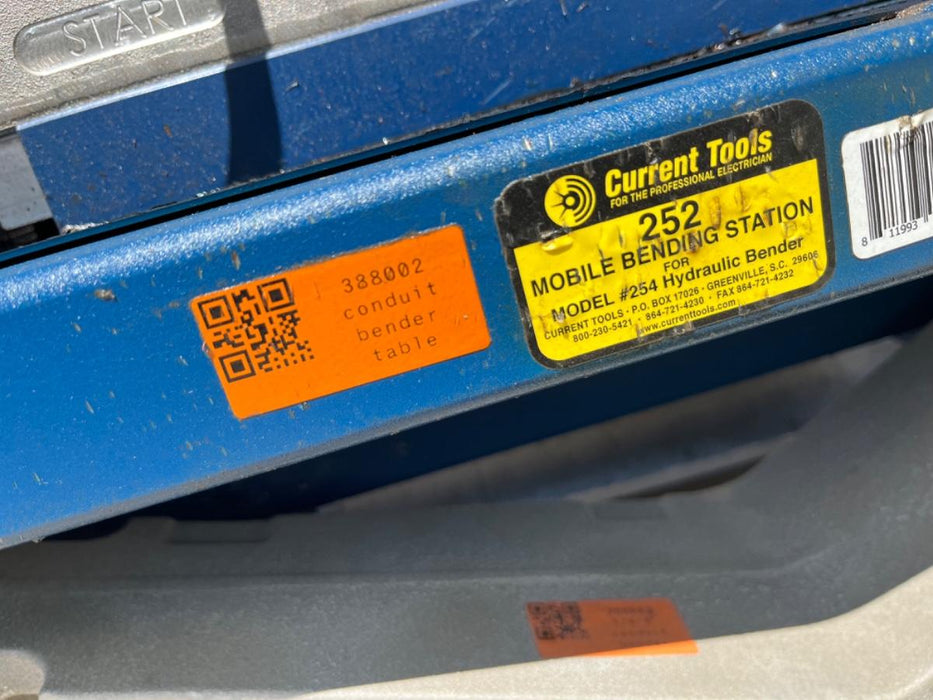 START
Current Tools
FOR THE PROFESSIONAL ELECTRICIAN
252
MOBILE BENDING STATION
FOR
MODEL #254 Hydraulic Bender
CURRENT TOOLS · P.O. BOX 17026 · GREENVILLE, S.C. 29606
800-230-5421 · 864-721-4230 · FAX 864-721-4232
www.currenttools.com
8 11993
388002
conduit
bender
table